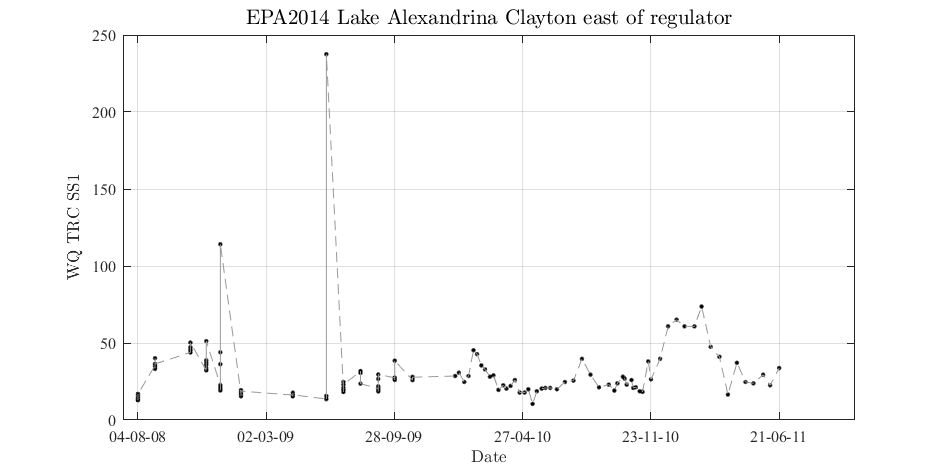 EPA2014 Lake Alexandrina Clayton east of regulator
250
200
150
100
50
0
WQ TRC SS1
04-08-08 02-03-09 28-09-09 27-04-10 23-11-10 21-06-11
Date